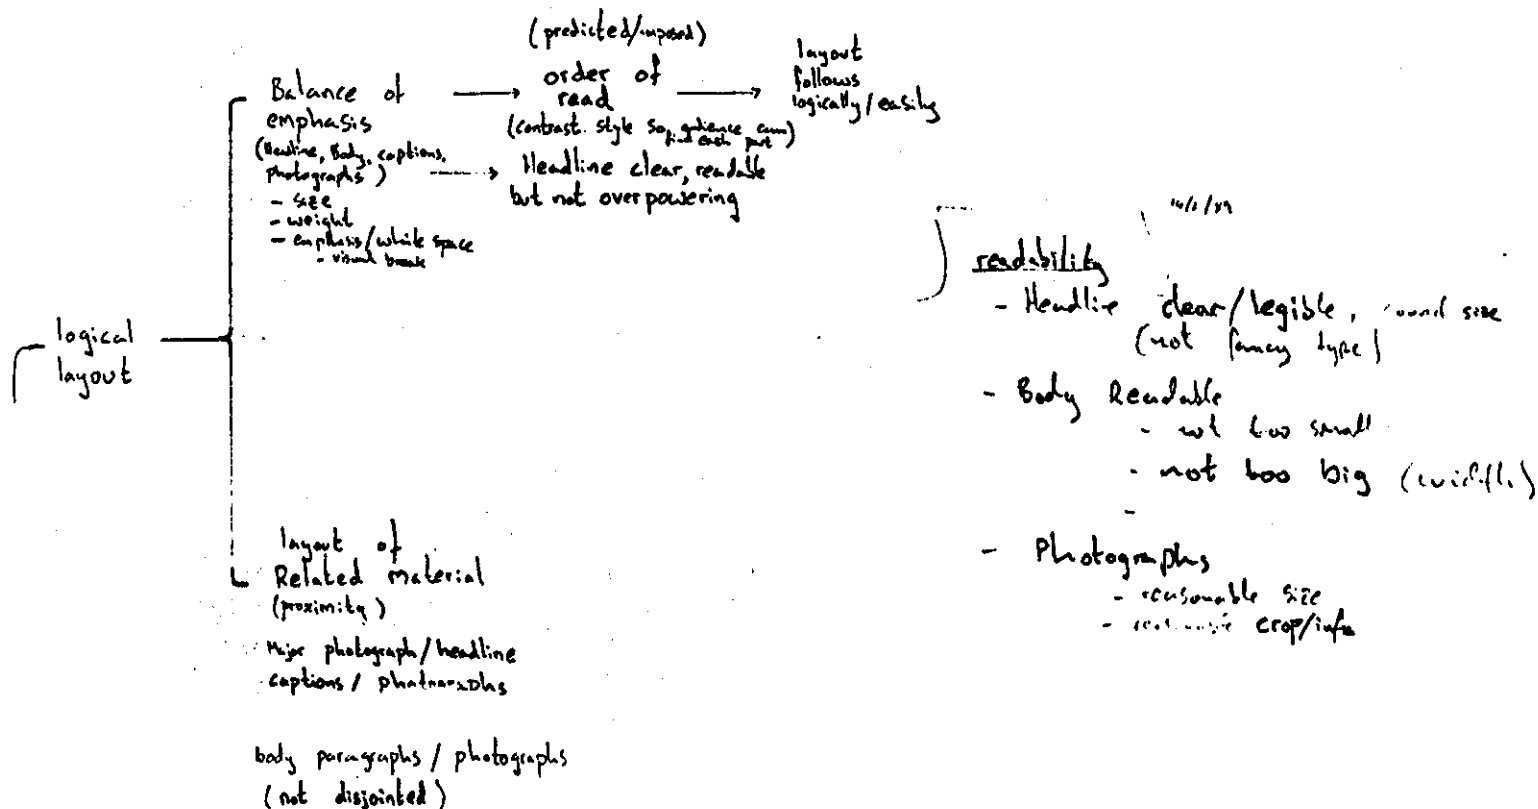 logical
layout
Balance of
emphasis
(Headline, Body, captions,
photographs)
- size
- weight
- emphasis/white space
- visual break
(predicted/imposed)
order of
read
(contrast style so audience can
find each part)
Headline clear, readable
but not overpowering
layout
follows
logically/easily
layout of
Related material
(proximity)
Major photograph/headline
captions / photographs
body paragraphs / photographs
(not disjointed)
readability
- Headline clear/legible, size
(not fancy type)
- Body Readable
- not too small
- not too big
-
- Photographs
- reasonable size
- crop/info